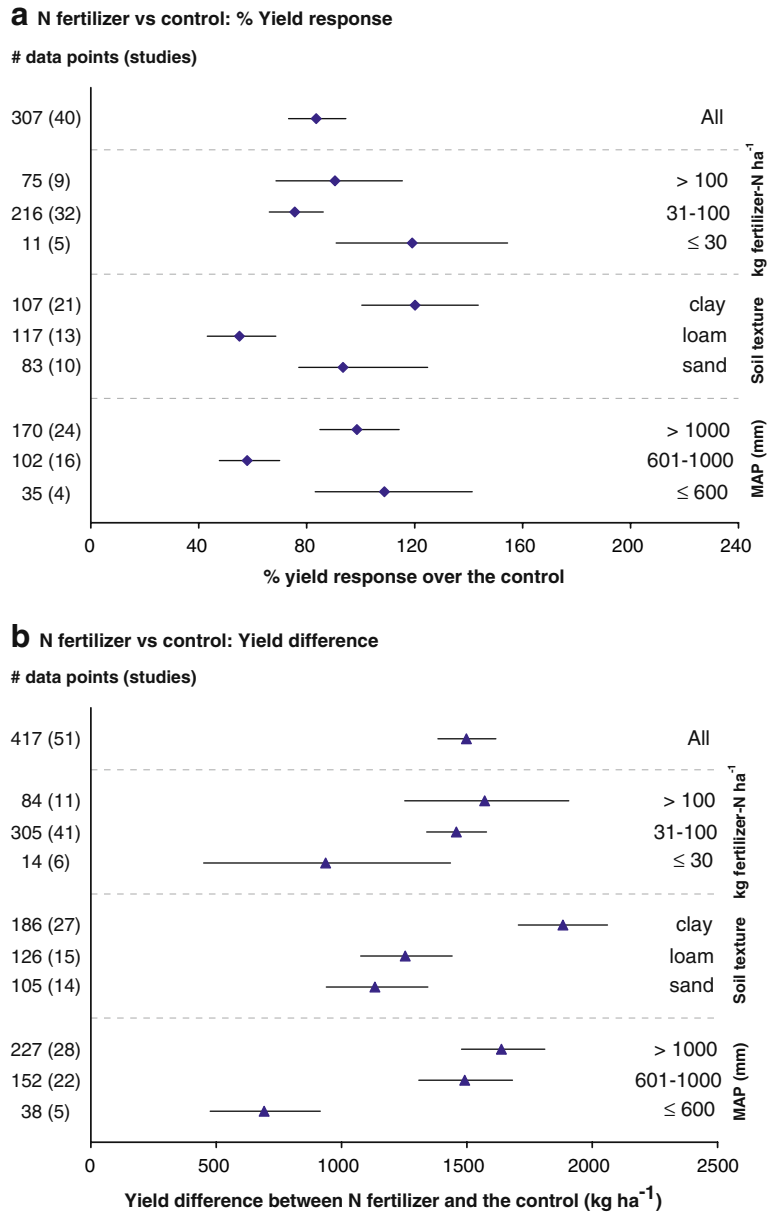 a N fertilizer vs control: % Yield response
# data points (studies)
307 (40) All
75 (9) > 100
216 (32) 31-100
11 (5) ≤ 30
kg fertilizer-N ha-1
107 (21) clay
117 (13) loam
83 (10) sand
Soil texture
170 (24) > 1000
102 (16) 601-1000
35 (4) ≤ 600
MAP (mm)
0 40 80 120 160 200 240
% yield response over the control
b N fertilizer vs control: Yield difference
# data points (studies)
417 (51) All
84 (11) > 100
305 (41) 31-100
14 (6) ≤ 30
kg fertilizer-N ha-1
186 (27) clay
126 (15) loam
105 (14) sand
Soil texture
227 (28) > 1000
152 (22) 601-1000
38 (5) ≤ 600
MAP (mm)
0 500 1000 1500 2000 2500
Yield difference between N fertilizer and the control (kg ha-1)